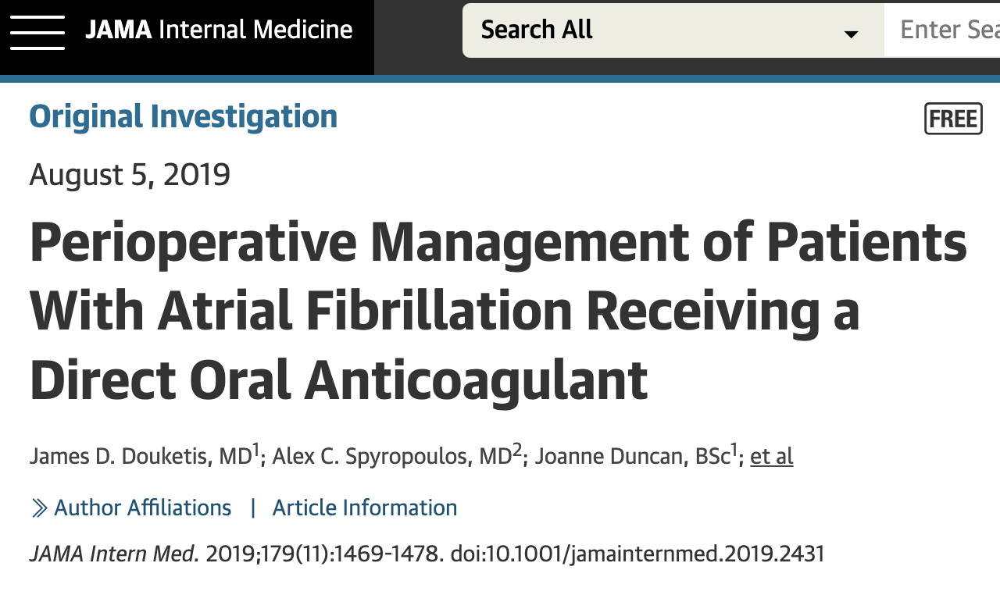 JAMA Internal Medicine
Search All
Enter Sea
Original Investigation
FREE
August 5, 2019
Perioperative Management of Patients
With Atrial Fibrillation Receiving a
Direct Oral Anticoagulant
James D. Douketis, MD1; Alex C. Spyropoulos, MD2; Joanne Duncan, BSc1; et al
Author Affiliations | Article Information
JAMA Intern Med. 2019;179(11):1469-1478. doi:10.1001/jamainternmed.2019.2431